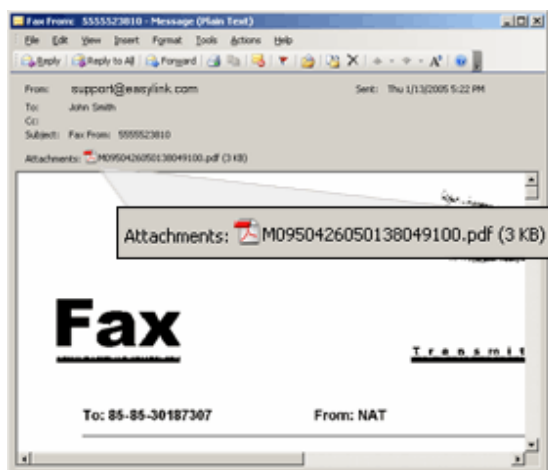 Fax From: 5555523810 - Message (Plain Text)
File Edit View Insert Format Tools Actions Help
Reply Reply to All Forward
From: support@easylink.com Sent: Thu 1/13/2005 5:22 PM
To: John Smith
Cc:
Subject: Fax From: 5555523810
Attachments: M0950426050138049100.pdf (3 KB)
Attachments: M0950426050138049100.pdf (3 KB)
Fax
Transmit
To: 85-85-30187307 From: NAT